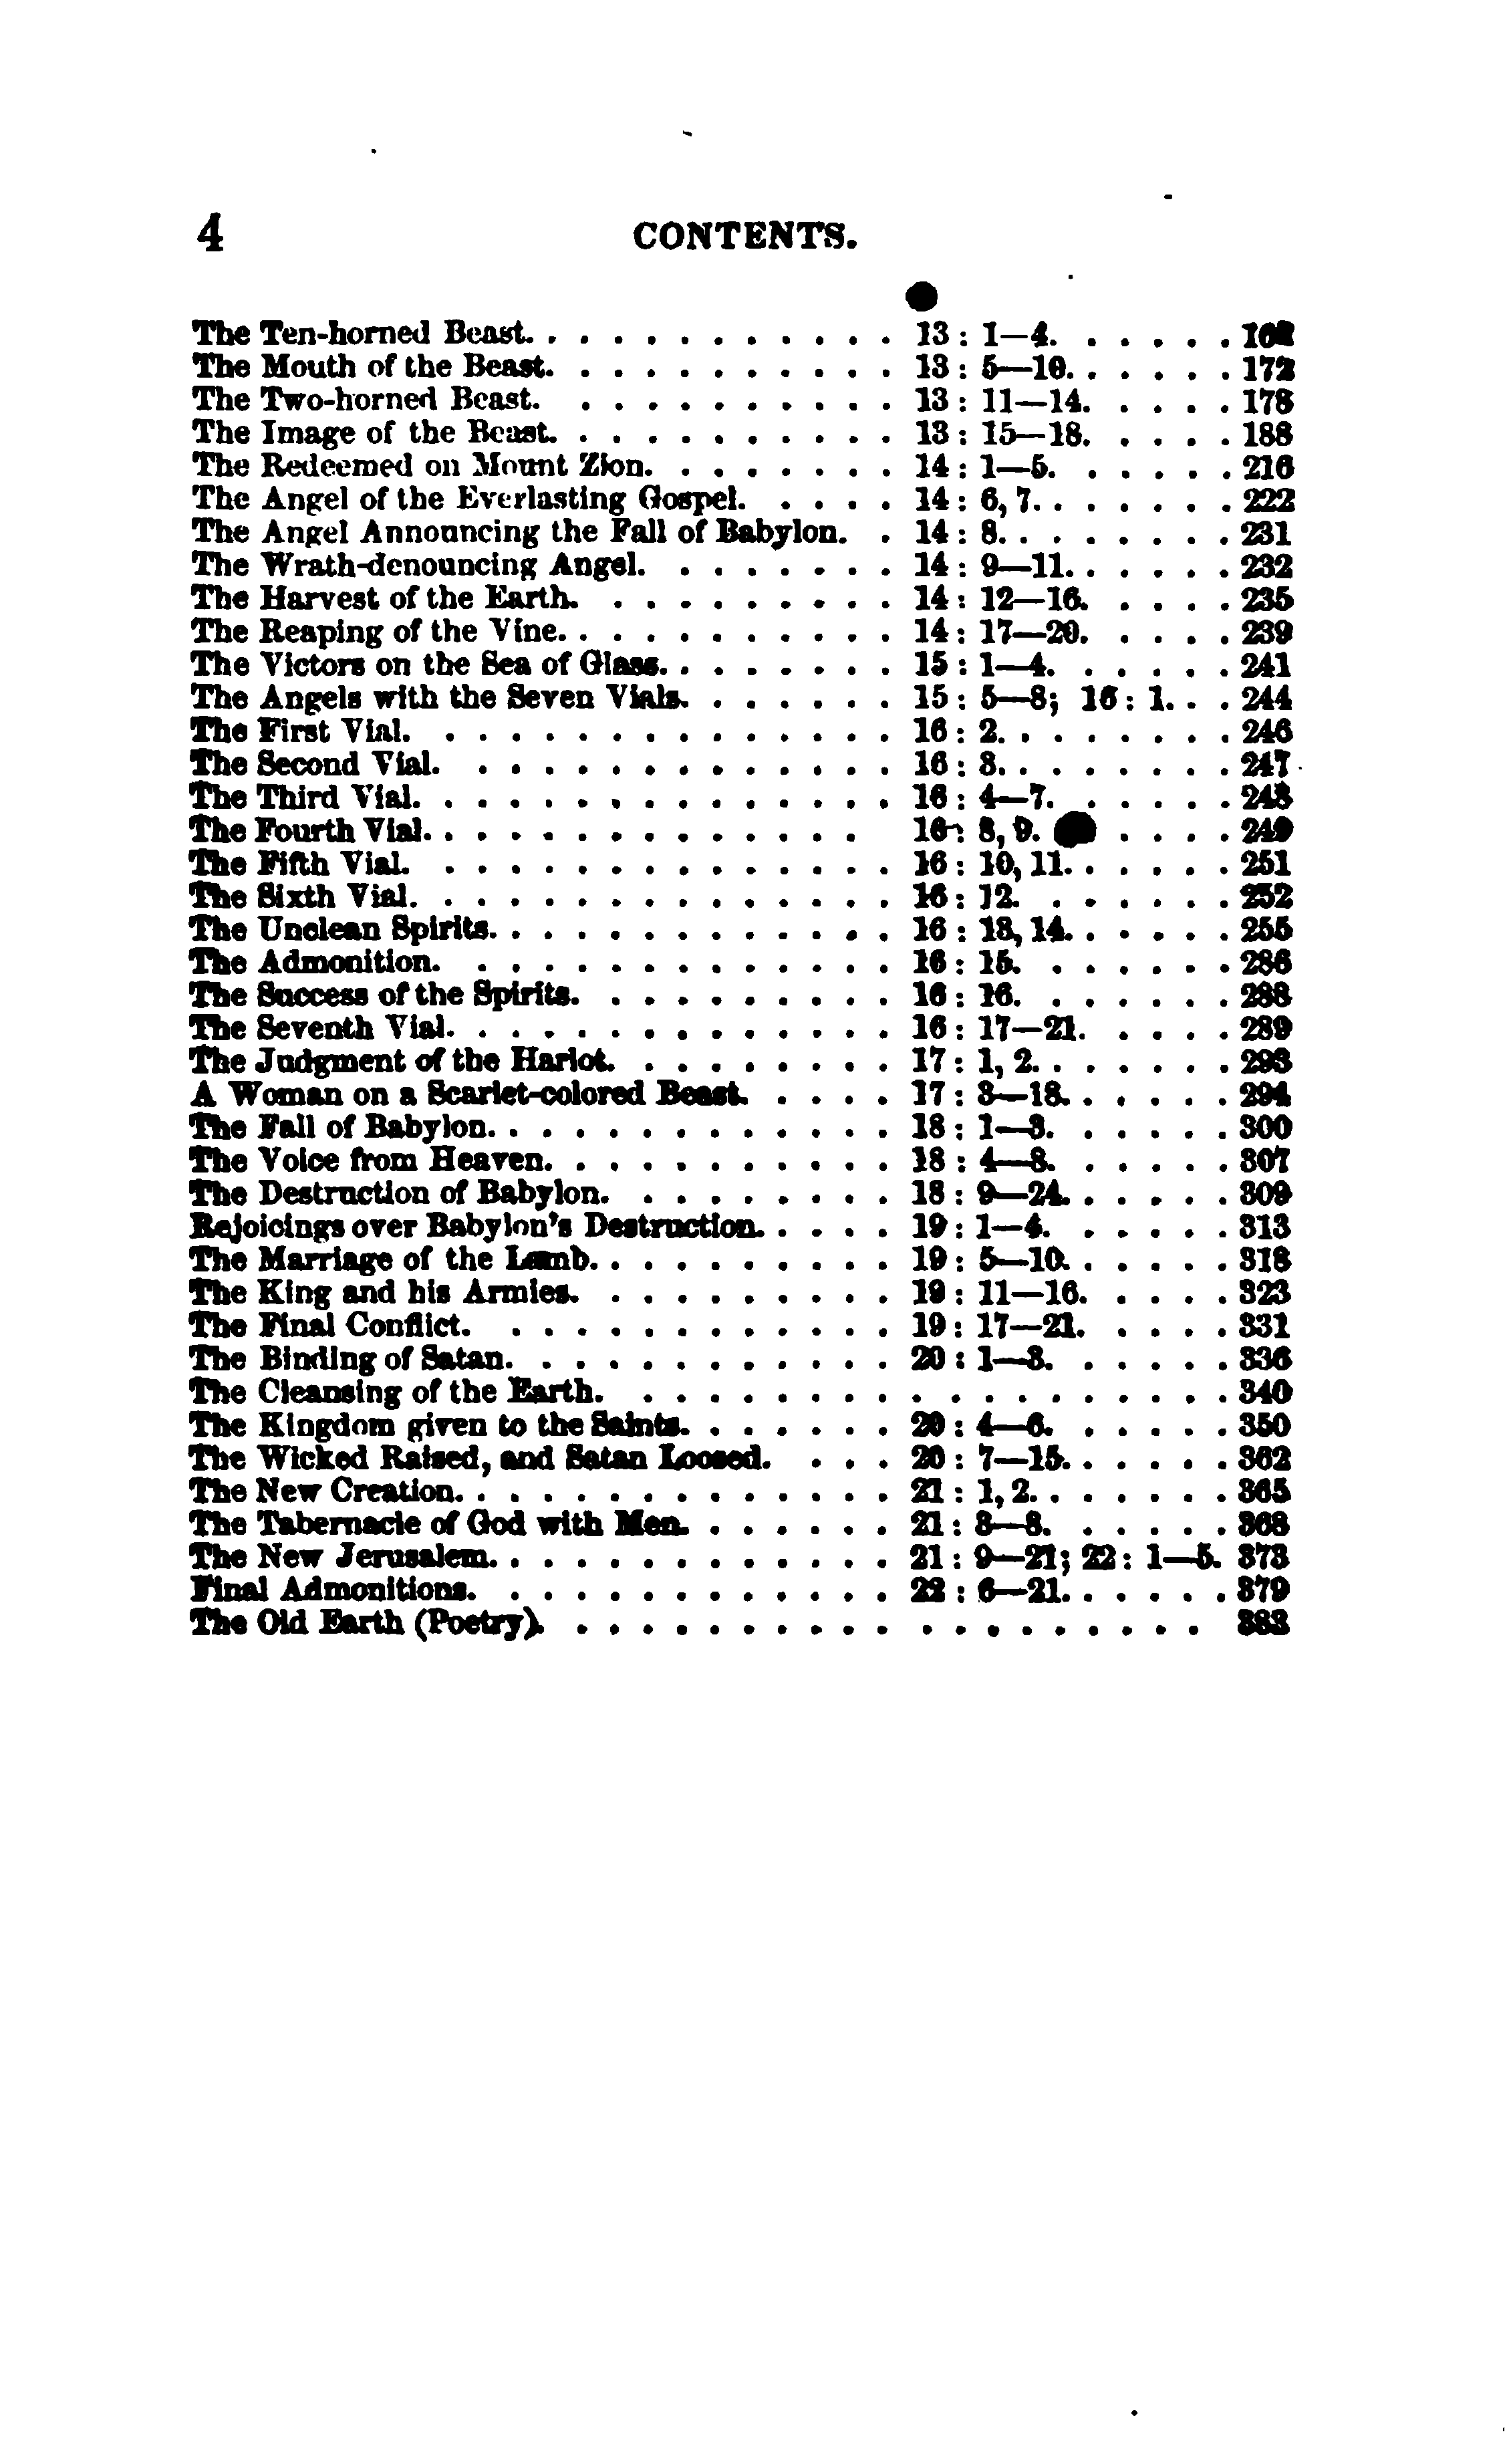 4 CONTENTS.
The Ten-horned Beast. . . . . . . . . . . . 13 : 1—4. . . . . . .
The Mouth of the Beast. . . . . . . . . . . 13 : 5—10. . . . . . . 172
The Two-horned Beast. . . . . . . . . . . 13 : 11—14. . . . . . 178
The Image of the Beast. . . . . . . . . . . 13 : 15—18. . . . . . 188
The Redeemed on Mount Zion. . . . . . . . 14 : 1—5. . . . . . . 216
The Angel of the Everlasting Gospel. . . . . 14 : 6, 7. . . . . . . . 222
The Angel Announcing the Fall of Babylon. . 14 : 8. . . . . . . . . 231
The Wrath-denouncing Angel. . . . . . . . 14 : 9—11. . . . . . . 232
The Harvest of the Earth. . . . . . . . . . 14 : 12—16. . . . . . 235
The Reaping of the Vine. . . . . . . . . . . 14 : 17—20. . . . . . 239
The Victors on the Sea of Glass. . . . . . . . 15 : 1—4. . . . . . . 241
The Angels with the Seven Vials. . . . . . . 15 : 5—8; 16 : 1. . . 244
The First Vial. . . . . . . . . . . . . . . 16 : 2. . . . . . . . . 246
The Second Vial. . . . . . . . . . . . . . 16 : 3. . . . . . . . . 247
The Third Vial. . . . . . . . . . . . . . . 16 : 4—7. . . . . . . 248
The Fourth Vial. . . . . . . . . . . . . . 16 : 8, 9. . . . . 249
The Fifth Vial. . . . . . . . . . . . . . . 16 : 10, 11. . . . . . . 251
The Sixth Vial. . . . . . . . . . . . . . . 16 : 12. . . . . . . . 252
The Unclean Spirits. . . . . . . . . . . . . 16 : 13, 14. . . . . . . 255
The Admonition. . . . . . . . . . . . . . 16 : 15. . . . . . . . 286
The Success of the Spirits. . . . . . . . . . 16 : 16. . . . . . . . 288
The Seventh Vial. . . . . . . . . . . . . . 16 : 17—21. . . . . . 289
The Judgment of the Harlot. . . . . . . . . 17 : 1, 2. . . . . . . . 293
A Woman on a Scarlet-colored Beast. . . . . 17 : 3—18. . . . . . . 294
The Fall of Babylon. . . . . . . . . . . . . 18 : 1—3. . . . . . . 300
The Voice from Heaven. . . . . . . . . . . 18 : 4—8. . . . . . . 307
The Destruction of Babylon. . . . . . . . . 18 : 9—24. . . . . . . 309
Rejoicings over Babylon's Destruction. . . . . 19 : 1—4. . . . . . . 313
The Marriage of the Lamb. . . . . . . . . . 19 : 5—10. . . . . . . 318
The King and his Armies. . . . . . . . . . 19 : 11—16. . . . . . 323
The Final Conflict. . . . . . . . . . . . . 19 : 17—21. . . . . . 331
The Binding of Satan. . . . . . . . . . . . 20 : 1—3. . . . . . . 336
The Cleansing of the Earth. . . . . . . . . . . . . . . . . . . . 340
The Kingdom given to the Saints. . . . . . . 20 : 4—6. . . . . . . 350
The Wicked Raised, and Satan Loosed. . . . 20 : 7—15. . . . . . . 362
The New Creation. . . . . . . . . . . . . . 21 : 1, 2. . . . . . . . 365
The Tabernacle of God with Men. . . . . . . 21 : 3—8. . . . . . . 368
The New Jerusalem. . . . . . . . . . . . . 21 : 9—21; 22 : 1—5. 373
Final Admonitions. . . . . . . . . . . . . 22 : 6—21. . . . . . . 379
The Old Earth (Poetry). . . . . . . . . . . . . . . . . . . . 383